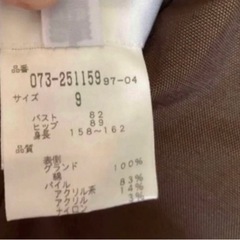 品番
073-251159 97-04
サイズ
9
バスト 82
ヒップ 89
身長 158〜162
品質
表側
グランド 100%
綿
パイル 83%
アクリル系 14%
アクリル 3%
ナイロン